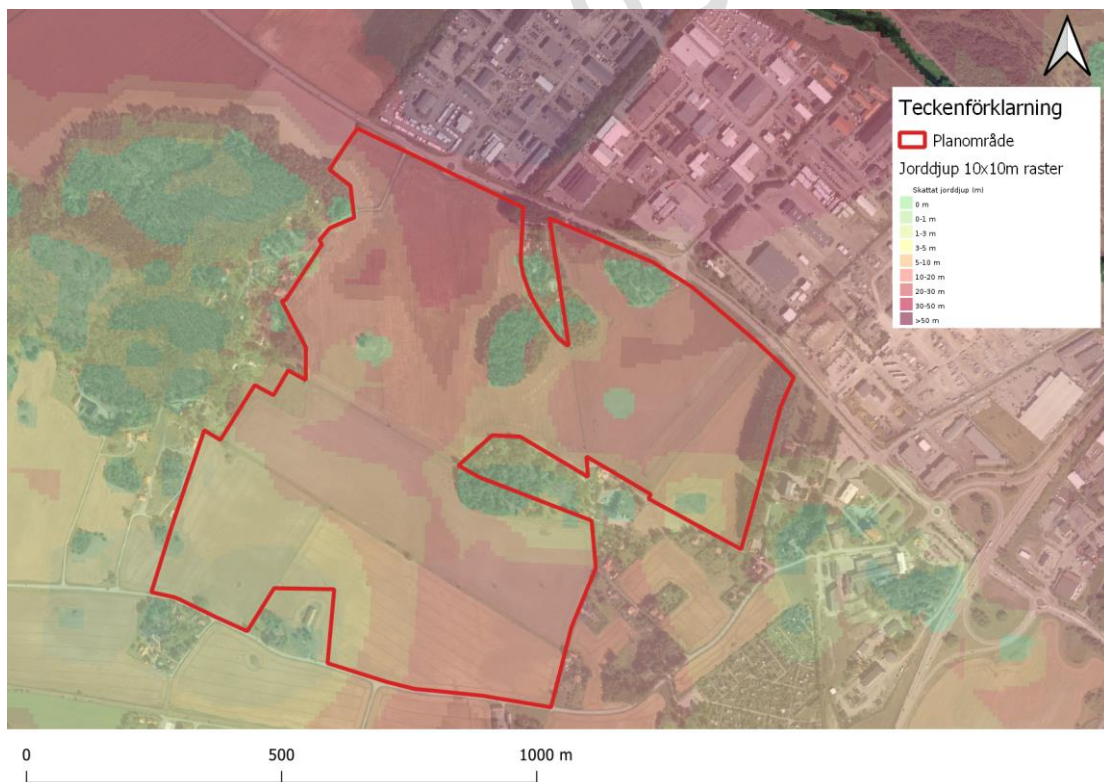 Teckenförklarning
Planområde
Jorddjup 10x10m raster
Skattat jorddjup (m)
0 m
0-1 m
1-3 m
3-5 m
5-10 m
10-20 m
20-30 m
30-50 m
>50 m
0 500 1000 m